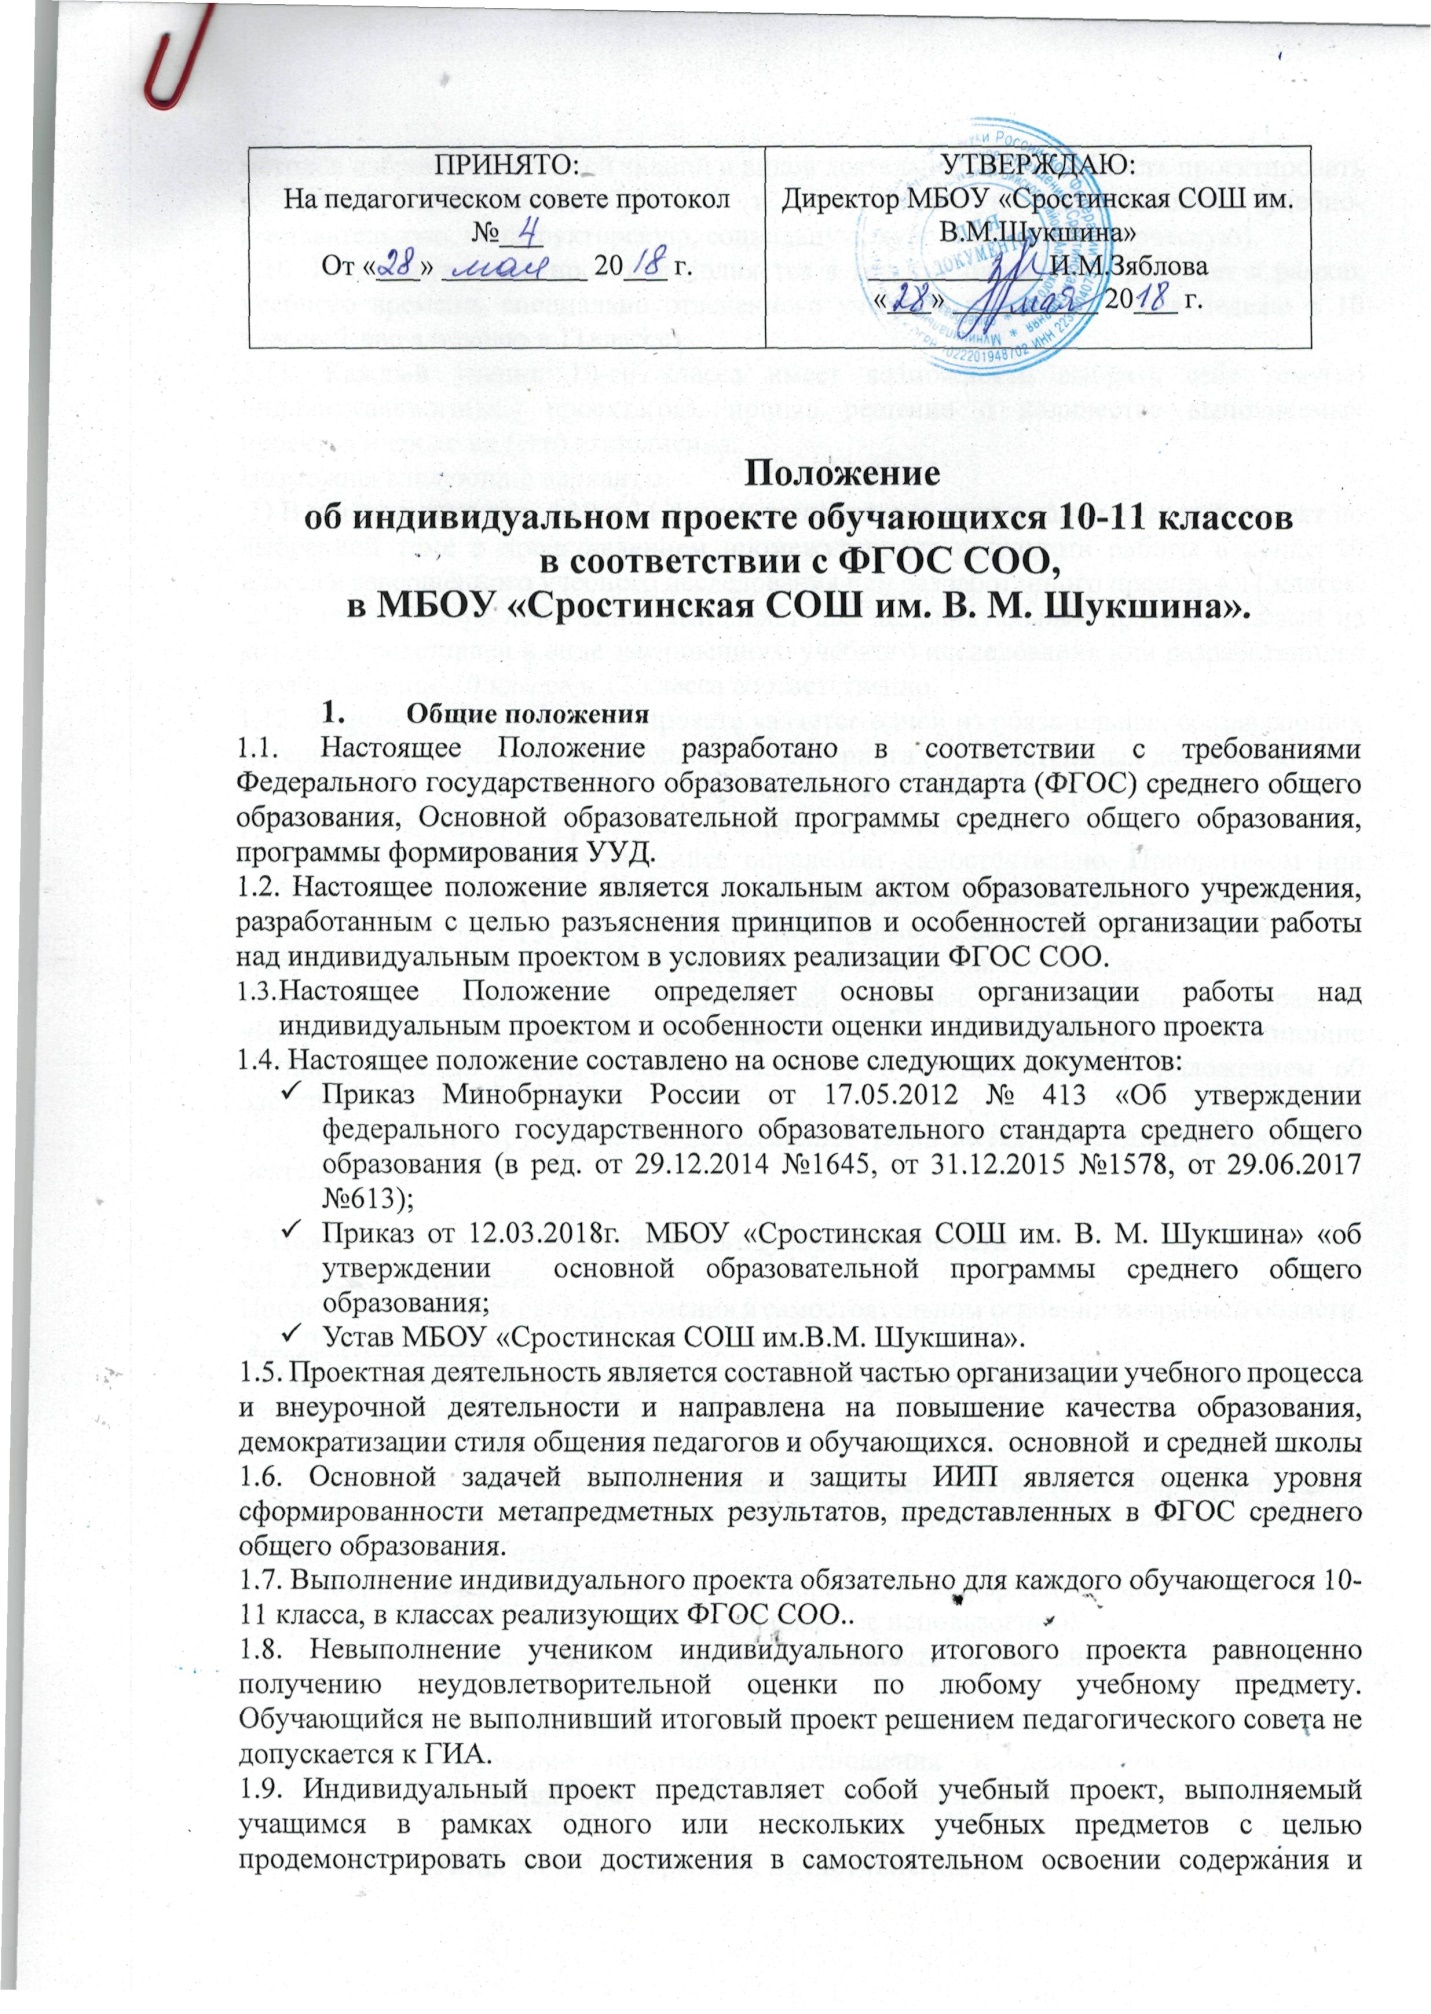 ПРИНЯТО:
На педагогическом совете протокол
№ 4
От «28» мая 2018 г.
УТВЕРЖДАЮ:
Директор МБОУ «Сростинская СОШ им.
В.М.Шукшина»
И.М.Зяблова
«28» мая 2018 г.
ДЛЯ
ДОКУМЕНТОВ
Положение
об индивидуальном проекте обучающихся 10-11 классов
в соответствии с ФГОС СОО,
в МБОУ «Сростинская СОШ им. В. М. Шукшина».
1. Общие положения
1.1. Настоящее Положение разработано в соответствии с требованиями
Федерального государственного образовательного стандарта (ФГОС) среднего общего
образования, Основной образовательной программы среднего общего образования,
программы формирования УУД.
1.2. Настоящее положение является локальным актом образовательного учреждения,
разработанным с целью разъяснения принципов и особенностей организации работы
над индивидуальным проектом в условиях реализации ФГОС СОО.
1.3.Настоящее Положение определяет основы организации работы над
индивидуальным проектом и особенности оценки индивидуального проекта
1.4. Настоящее положение составлено на основе следующих документов:
✓ Приказ Минобрнауки России от 17.05.2012 № 413 «Об утверждении
федерального государственного образовательного стандарта среднего общего
образования (в ред. от 29.12.2014 №1645, от 31.12.2015 №1578, от 29.06.2017
№613);
✓ Приказ от 12.03.2018г. МБОУ «Сростинская СОШ им. В. М. Шукшина» «об
утверждении основной образовательной программы среднего общего
образования;
✓ Устав МБОУ «Сростинская СОШ им.В.М. Шукшина».
1.5. Проектная деятельность является составной частью организации учебного процесса
и внеурочной деятельности и направлена на повышение качества образования,
демократизации стиля общения педагогов и обучающихся. основной и средней школы
1.6. Основной задачей выполнения и защиты ИИП является оценка уровня
сформированности метапредметных результатов, представленных в ФГОС среднего
общего образования.
1.7. Выполнение индивидуального проекта обязательно для каждого обучающегося 10-
11 класса, в классах реализующих ФГОС СОО..
1.8. Невыполнение учеником индивидуального итогового проекта равноценно
получению неудовлетворительной оценки по любому учебному предмету.
Обучающийся не выполнивший итоговый проект решением педагогического совета не
допускается к ГИА.
1.9. Индивидуальный проект представляет собой учебный проект, выполняемый
учащимся в рамках одного или нескольких учебных предметов с целью
продемонстрировать свои достижения в самостоятельном освоении содержания и